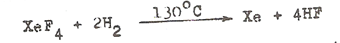 XeF₄ + 2H₂ 130°C → Xe + 4HF